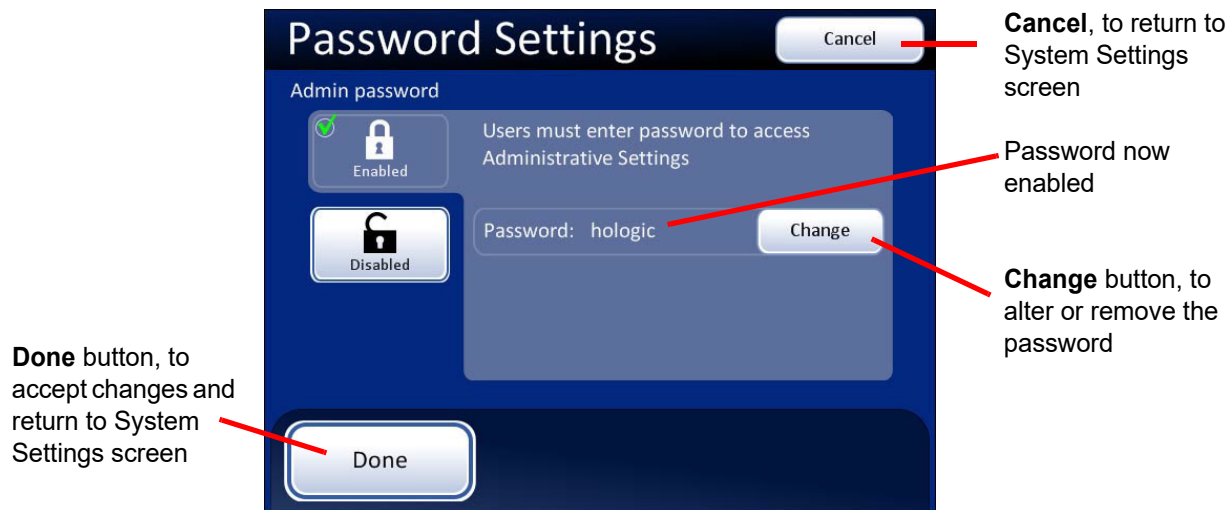 Password Settings
Cancel
Cancel, to return to
System Settings
screen
Admin password
Enabled
Users must enter password to access
Administrative Settings
Password now
enabled
Password: hologic
Change
Disabled
Change button, to
alter or remove the
password
Done button, to
accept changes and
return to System
Settings screen
Done